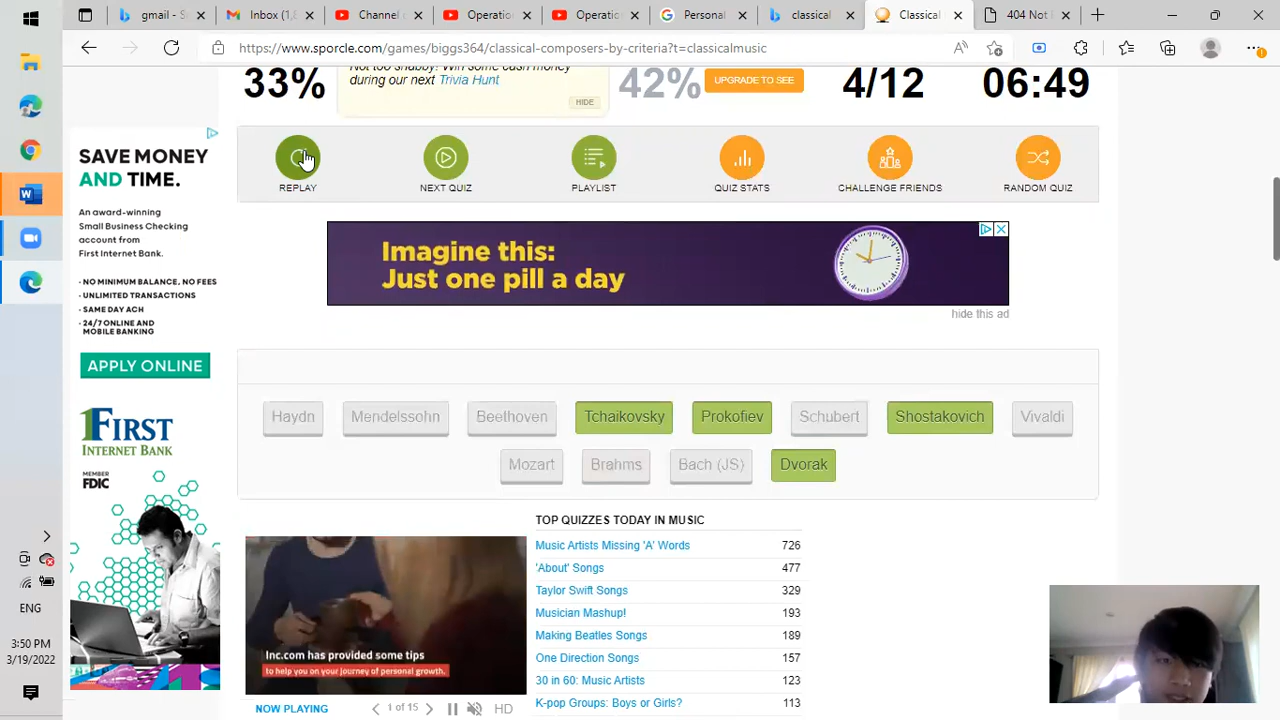 gmail - S
Inbox (1,
Channel
Operatio
Operatio
Personal
classical
Classical
404 Not
https://www.sporcle.com/games/biggs364/classical-composers-by-criteria?t=classicalmusic
33%
Not too shabby! Win some cash money
during our next Trivia Hunt
HIDE
42%
UPGRADE TO SEE
4/12
06:49
REPLAY
NEXT QUIZ
PLAYLIST
QUIZ STATS
CHALLENGE FRIENDS
RANDOM QUIZ
SAVE MONEY
AND TIME.
An award-winning
Small Business Checking
account from
First Internet Bank.
· NO MINIMUM BALANCE, NO FEES
· UNLIMITED TRANSACTIONS
· SAME DAY ACH
· 24/7 ONLINE AND
MOBILE BANKING
APPLY ONLINE
FIRST
INTERNET BANK
MEMBER
FDIC
Imagine this:
Just one pill a day
hide this ad
Haydn
Mendelssohn
Beethoven
Tchaikovsky
Prokofiev
Schubert
Shostakovich
Vivaldi
Mozart
Brahms
Bach (JS)
Dvorak
Inc.com has provided some tips
to help you on your journey of personal growth.
NOW PLAYING
1 of 15
HD
TOP QUIZZES TODAY IN MUSIC
Music Artists Missing 'A' Words 726
'About' Songs 477
Taylor Swift Songs 329
Musician Mashup! 193
Making Beatles Songs 189
One Direction Songs 157
30 in 60: Music Artists 123
K-pop Groups: Boys or Girls? 113
ENG
3:50 PM
3/19/2022